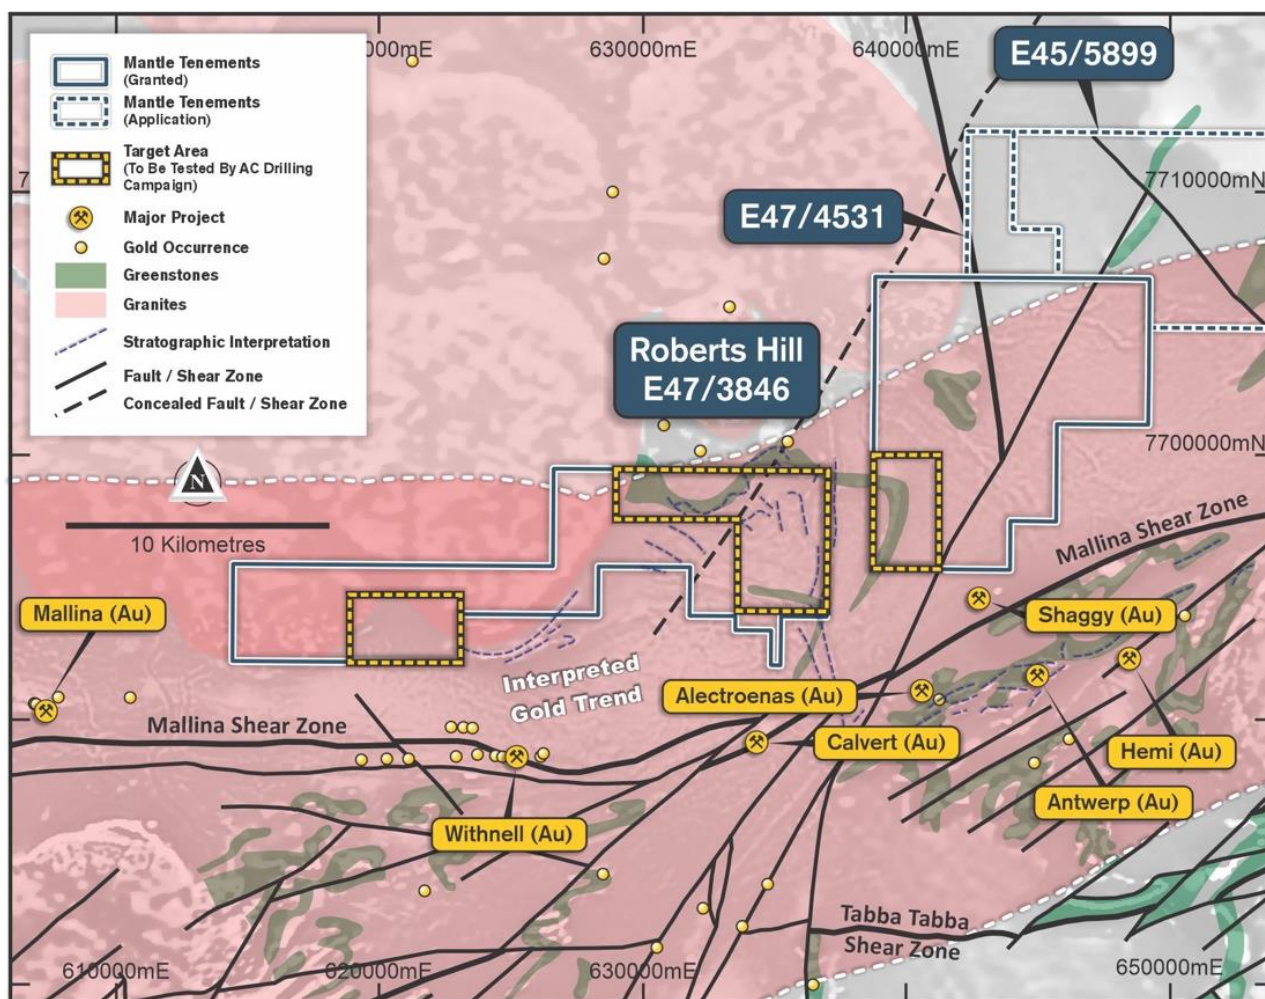 Mantle Tenements
(Granted)
Mantle Tenements
(Application)
Target Area
(To Be Tested By AC Drilling
Campaign)
Major Project
Gold Occurrence
Greenstones
Granites
Stratographic Interpretation
Fault / Shear Zone
Concealed Fault / Shear Zone
000mE
630000mE
640000mE
E45/5899
7
7710000mN
E47/4531
Roberts Hill
E47/3846
7700000mN
N
10 Kilometres
Mallina Shear Zone
Mallina (Au)
Shaggy (Au)
Interpreted
Gold Trend
Alectroenas (Au)
Mallina Shear Zone
Calvert (Au)
Hemi (Au)
Antwerp (Au)
Withnell (Au)
Tabba Tabba
Shear Zone
610000mE
620000mE
630000mE
650000mE